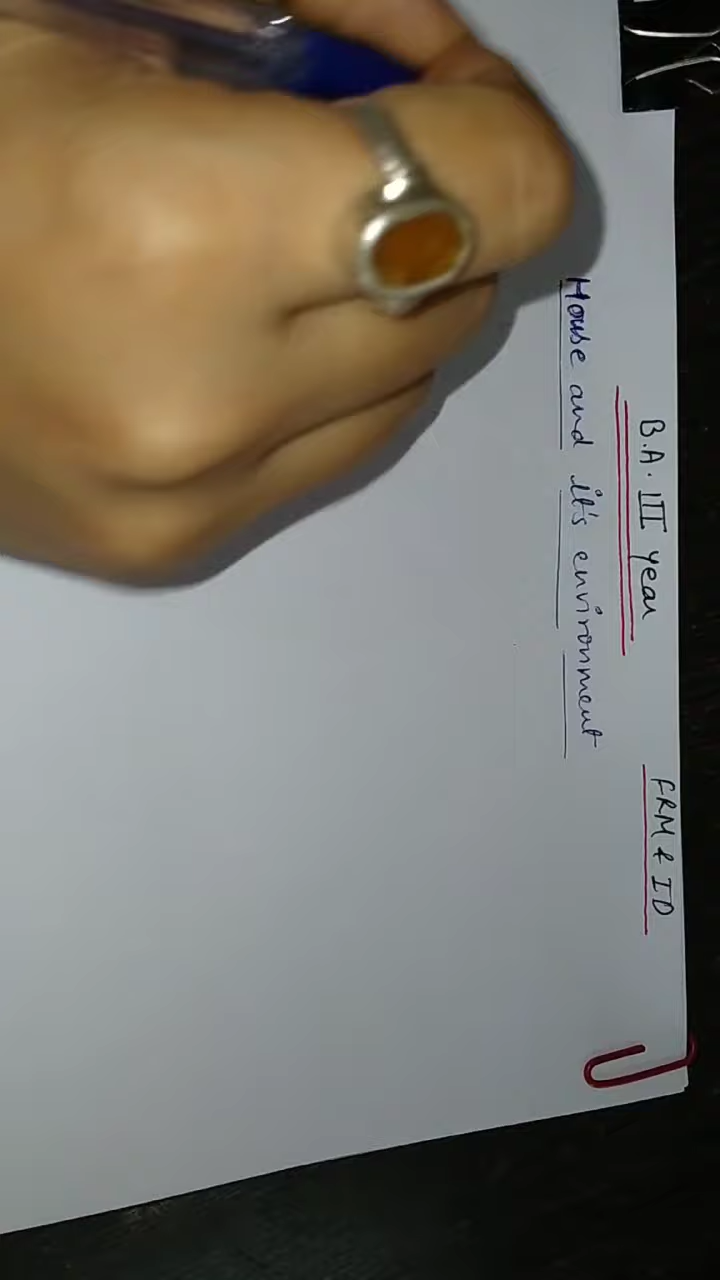 B.A. III year FRM & ID
House and it's environment